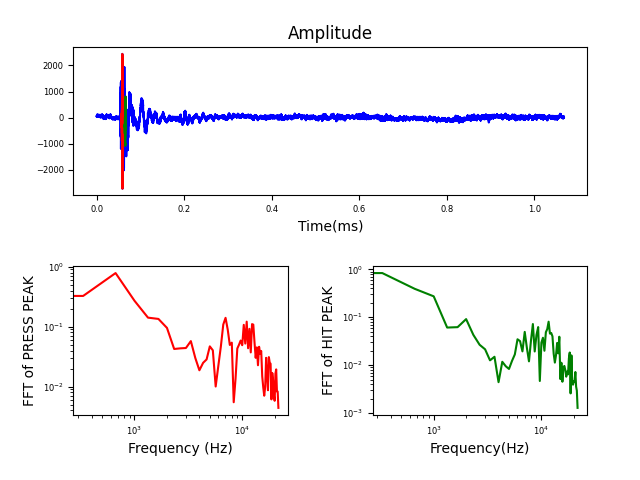 Amplitude
2000
1000
0
−1000
−2000
0.0 0.2 0.4 0.6 0.8 1.0
Time(ms)
FFT of PRESS PEAK
10⁰
10⁻¹
10⁻²
10³ 10⁴
Frequency (Hz)
FFT of HIT PEAK
10⁰
10⁻¹
10⁻²
10⁻³
10³ 10⁴
Frequency(Hz)